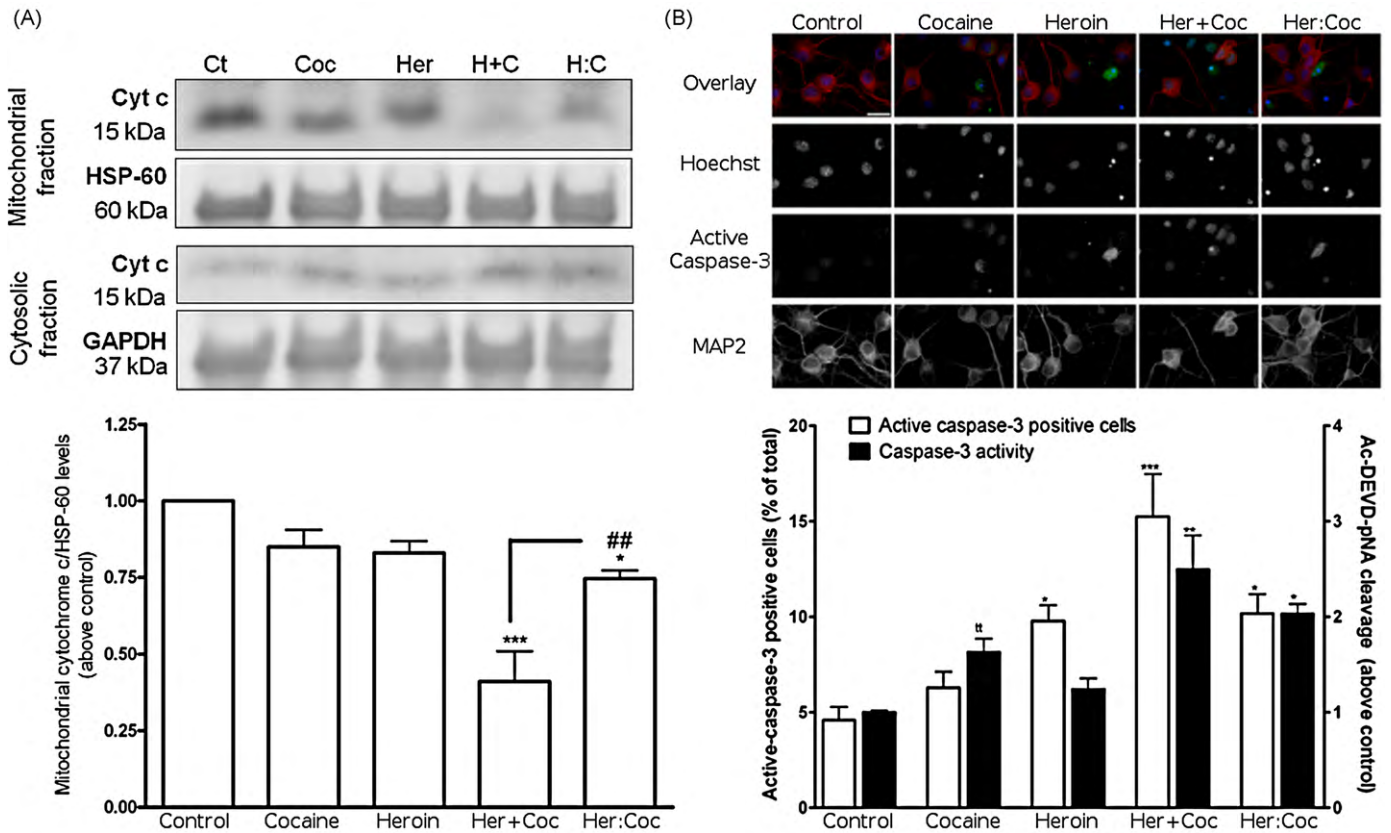 (A)
Ct Coc Her H+C H:C
Mitochondrial
fraction
Cyt c
15 kDa
HSP-60
60 kDa
Cytosolic
fraction
Cyt c
15 kDa
GAPDH
37 kDa
Mitochondrial cytochrome c/HSP-60 levels
(above control)
1.25
1.00
0.75
0.50
0.25
0.00
***
##
*
Control Cocaine Heroin Her+Coc Her:Coc
(B)
Control Cocaine Heroin Her+Coc Her:Coc
Overlay
Hoechst
Active
Caspase-3
MAP2
Active caspase-3 positive cells
Caspase-3 activity
Active-caspase-3 positive cells (% of total)
20
15
10
5
0
tt
*
***
**
*
*
4
3
2
1
0
Ac-DEVD-pNA cleavage (above control)
Control Cocaine Heroin Her+Coc Her:Coc